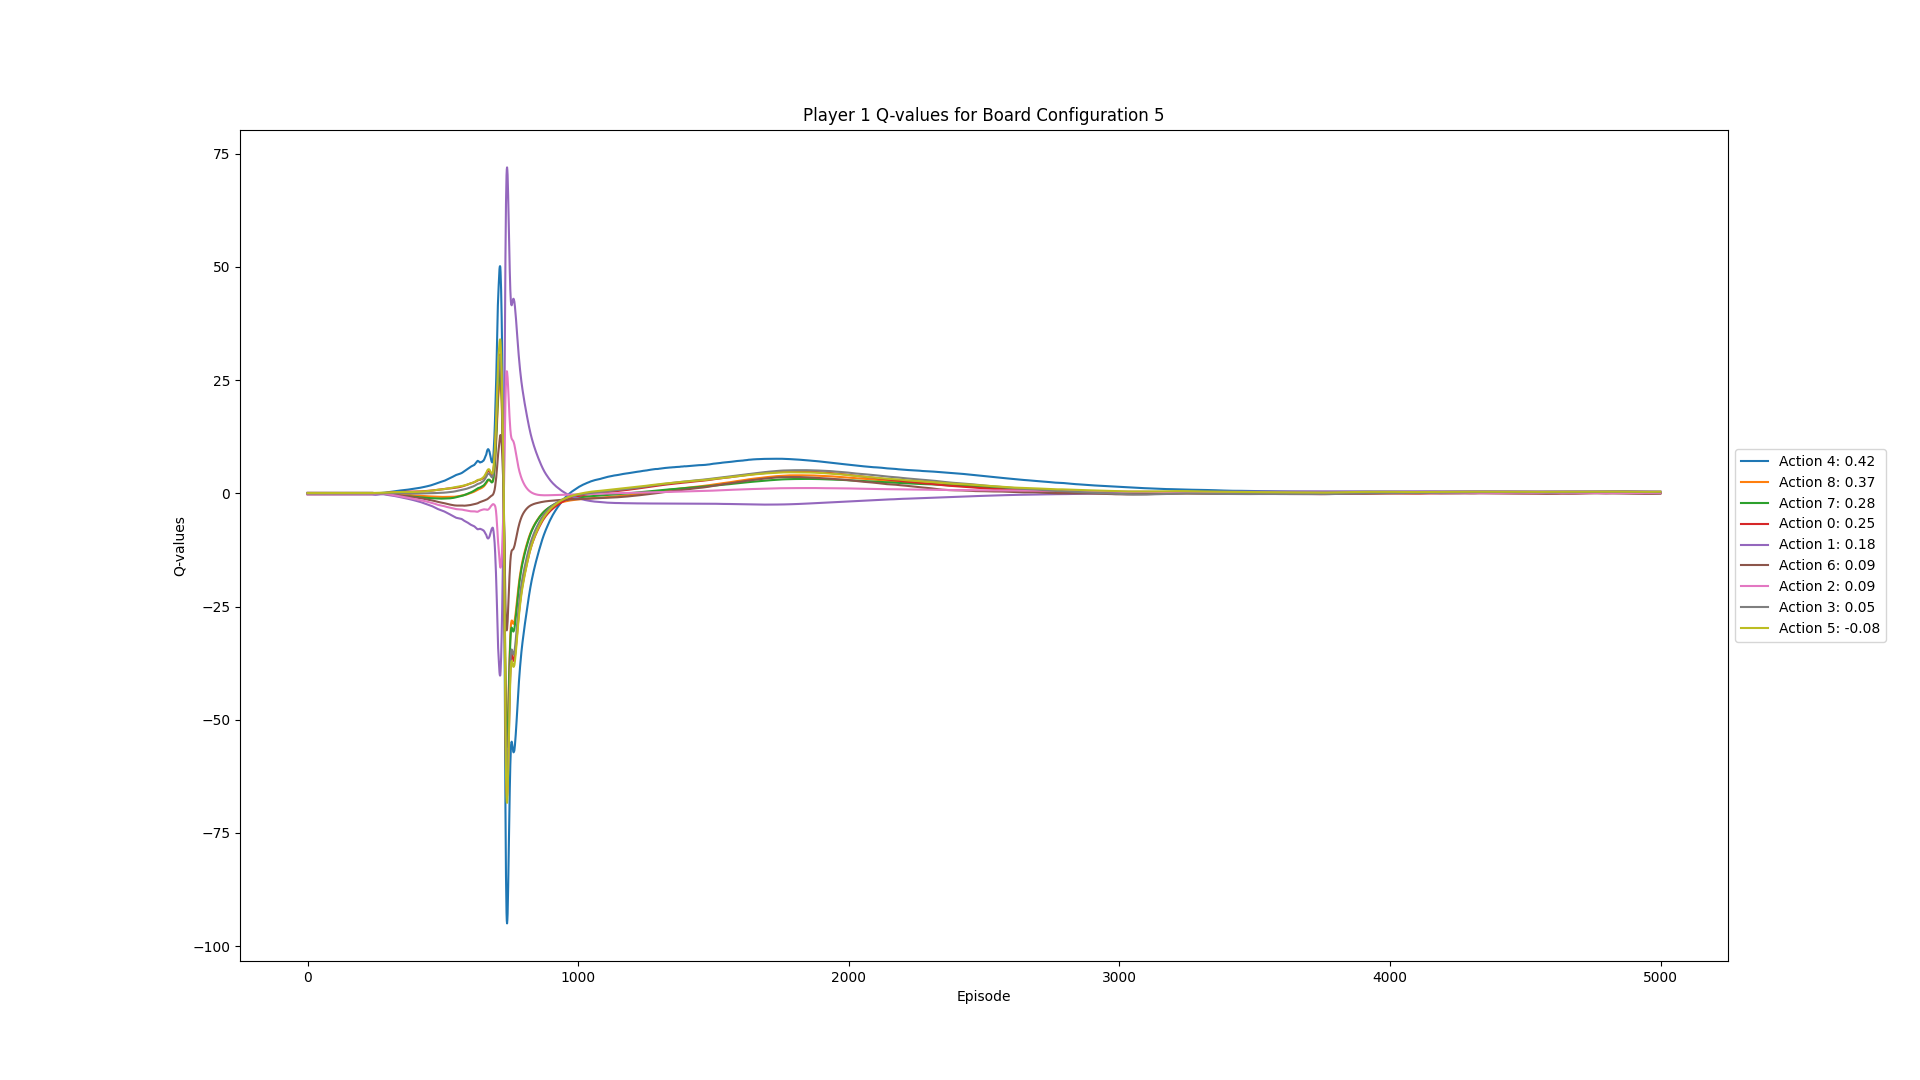 Player 1 Q-values for Board Configuration 5
75
50
25
0
−25
−50
−75
−100
Q-values
0 1000 2000 3000 4000 5000
Episode
Action 4: 0.42
Action 8: 0.37
Action 7: 0.28
Action 0: 0.25
Action 1: 0.18
Action 6: 0.09
Action 2: 0.09
Action 3: 0.05
Action 5: -0.08